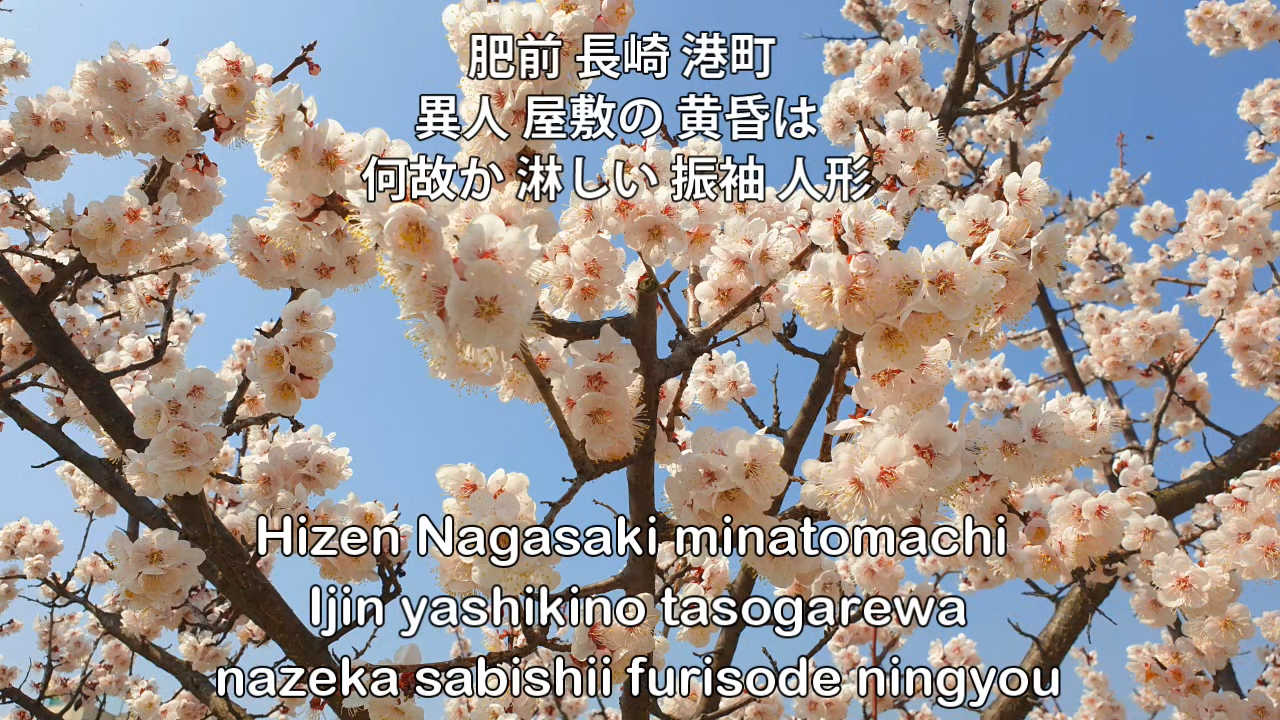 肥前 長崎 港町
異人 屋敷の 黄昏は
何故か 淋しい 振袖 人形
Hizen Nagasaki minatomachi
Ijin yashikino tasogarewa
nazeka sabishii furisode ningyou